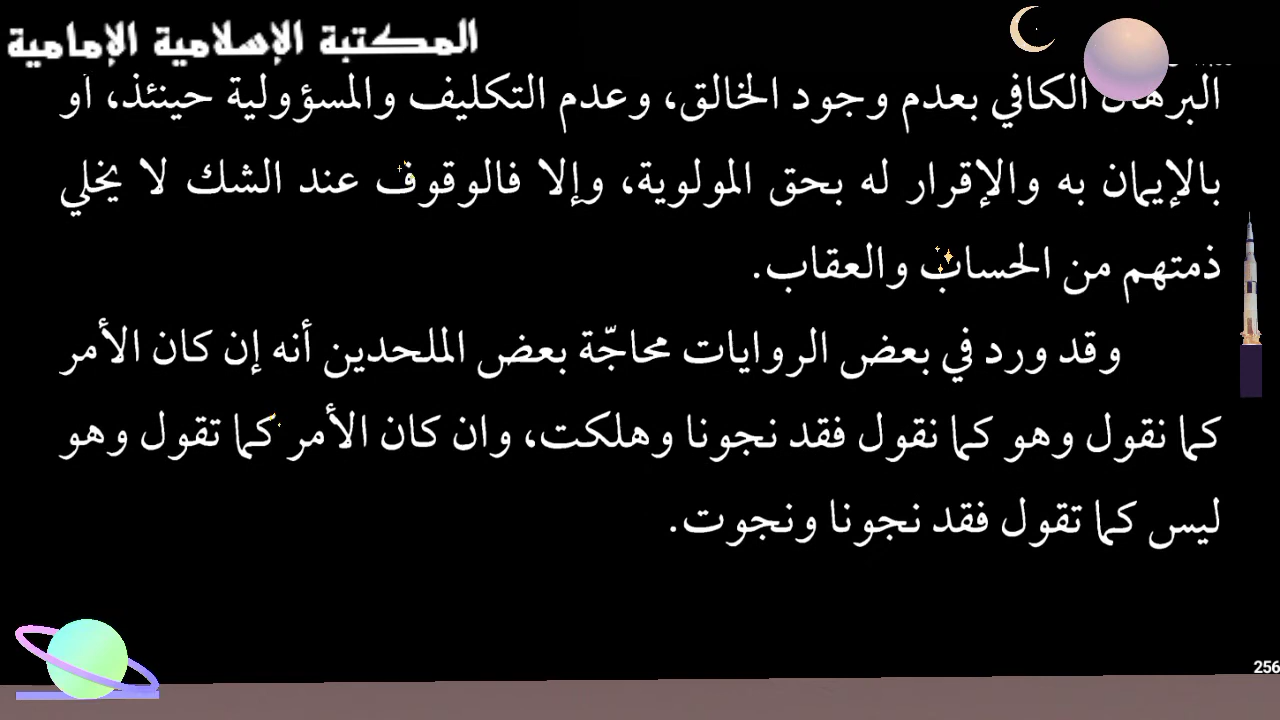 المكتبة الإسلامية الإمامية
البرهان الكافي بعدم وجود الخالق، وعدم التكليف والمسؤولية حينئذ، او
بالإيمان به والإقرار له بحق المولوية، وإلا فالوقوف عند الشك لا يخلي
ذمتهم من الحساب والعقاب.
وقد ورد في بعض الروايات محاجّة بعض الملحدين أنه إن كان الأمر
كما نقول وهو كما نقول فقد نجونا وهلكت، وان كان الأمر كما تقول وهو
ليس كما تقول فقد نجونا ونجوت.
256